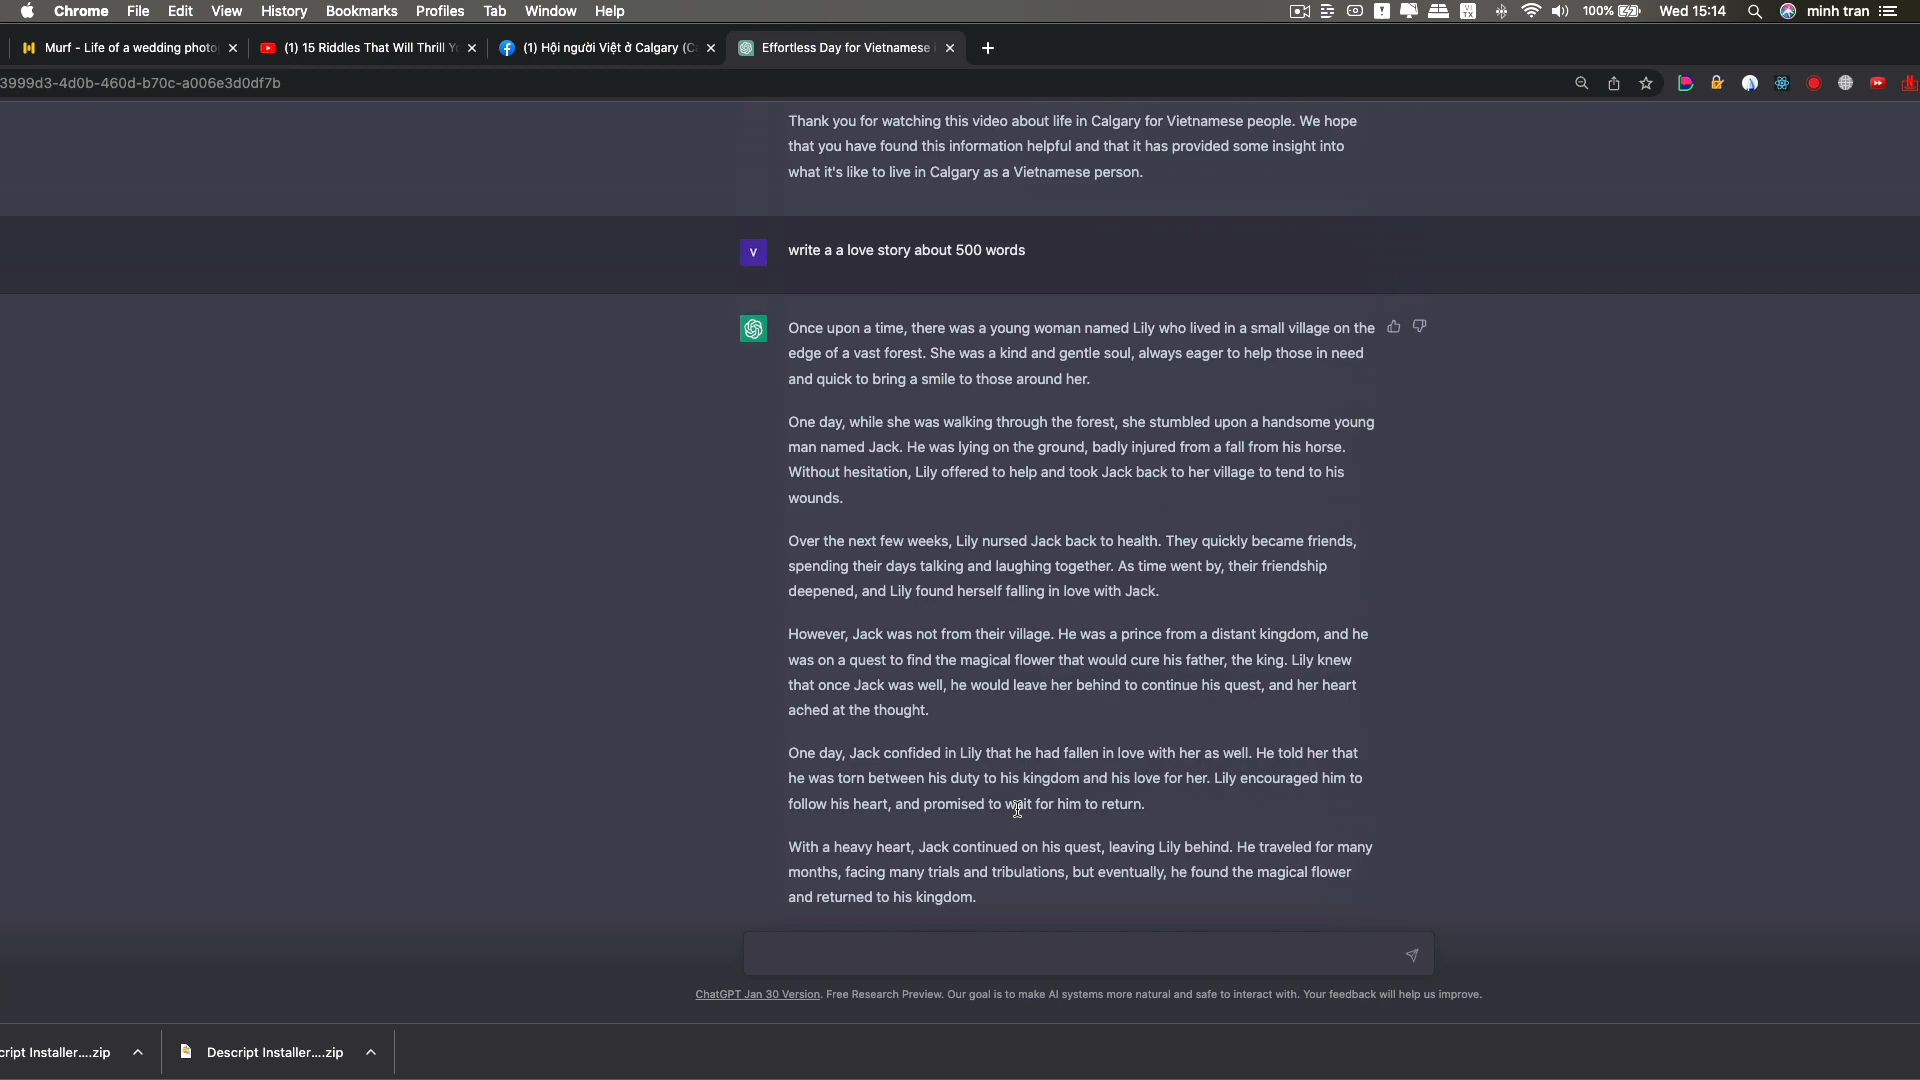 Chrome File Edit View History Bookmarks Profiles Tab Window Help 100% Wed 15:14 minh tran
Murf - Life of a wedding photo (1) 15 Riddles That Will Thrill Yo (1) Hội người Việt ở Calgary (C Effortless Day for Vietnamese
3999d3-4d0b-460d-b70c-a006e3d0df7b
Thank you for watching this video about life in Calgary for Vietnamese people. We hope
that you have found this information helpful and that it has provided some insight into
what it's like to live in Calgary as a Vietnamese person.
V write a a love story about 500 words
Once upon a time, there was a young woman named Lily who lived in a small village on the
edge of a vast forest. She was a kind and gentle soul, always eager to help those in need
and quick to bring a smile to those around her.
One day, while she was walking through the forest, she stumbled upon a handsome young
man named Jack. He was lying on the ground, badly injured from a fall from his horse.
Without hesitation, Lily offered to help and took Jack back to her village to tend to his
wounds.
Over the next few weeks, Lily nursed Jack back to health. They quickly became friends,
spending their days talking and laughing together. As time went by, their friendship
deepened, and Lily found herself falling in love with Jack.
However, Jack was not from their village. He was a prince from a distant kingdom, and he
was on a quest to find the magical flower that would cure his father, the king. Lily knew
that once Jack was well, he would leave her behind to continue his quest, and her heart
ached at the thought.
One day, Jack confided in Lily that he had fallen in love with her as well. He told her that
he was torn between his duty to his kingdom and his love for her. Lily encouraged him to
follow his heart, and promised to wait for him to return.
With a heavy heart, Jack continued on his quest, leaving Lily behind. He traveled for many
months, facing many trials and tribulations, but eventually, he found the magical flower
and returned to his kingdom.
ChatGPT Jan 30 Version. Free Research Preview. Our goal is to make AI systems more natural and safe to interact with. Your feedback will help us improve.
cript Installer....zip Descript Installer....zip